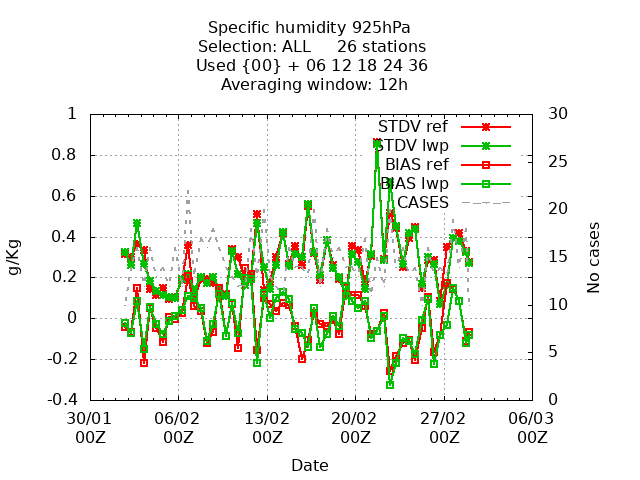 Specific humidity 925hPa
Selection: ALL 26 stations
Used {00} + 06 12 18 24 36
Averaging window: 12h
1
0.8
0.6
0.4
0.2
0
-0.2
-0.4
30
25
20
15
10
5
0
g/Kg
No cases
STDV ref
STDV lwp
BIAS ref
BIAS lwp
CASES
30/01 06/02 13/02 20/02 27/02 06/03
00Z 00Z 00Z 00Z 00Z 00Z
Date